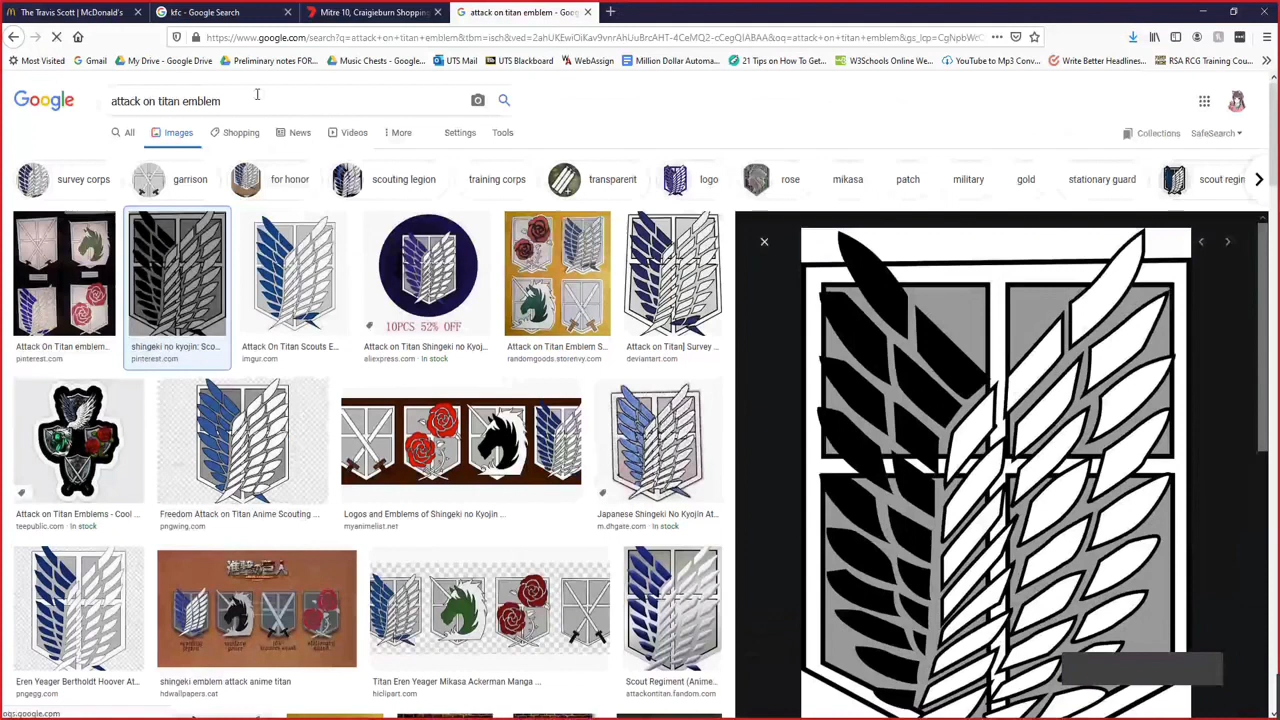 The Travis Scott | McDonald's
kfc - Google Search
Mitre 10, Craigieburn Shopping
attack on titan emblem - Goog
https://www.google.com/search?q=attack+on+titan+emblem&tbm=isch&ved=2ahUKEwiOiKav9vnrAhUuBrcAHT-4CeMQ2-cCegQIABAA&oq=attack+on+titan+emblem&gs_lcp=CgNpbWc
Most Visited
Gmail
My Drive - Google Drive
Preliminary notes FOR...
Music Chests - Google...
UTS Mail
UTS Blackboard
WebAssign
Million Dollar Automa...
21 Tips on How To Get...
W3Schools Online We...
YouTube to Mp3 Conv...
Write Better Headlines...
RSA RCG Training Cour...
Google
attack on titan emblem
All
Images
Shopping
News
Videos
More
Settings
Tools
Collections
SafeSearch
survey corps
garrison
for honor
scouting legion
training corps
transparent
logo
rose
mikasa
patch
military
gold
stationary guard
scout regim
10PCS 52% OFF
Attack On Titan emblem...
pinterest.com
shingeki no kyojin: Sco...
pinterest.com
Attack On Titan Scouts E...
imgur.com
Attack on Titan Shingeki no Kyoj...
aliexpress.com · In stock
Attack on Titan Emblem S...
randomgoods.storenvy.com
Attack on Titan| Survey ...
deviantart.com
Attack on Titan Emblems - Cool ...
teepublic.com · In stock
Freedom Attack on Titan Anime Scouting ...
pngwing.com
Logos and Emblems of Shingeki no Kyojin ...
myanimelist.net
Japanese Shingeki No Kyojin At...
m.dhgate.com · In stock
進撃の巨人
Eren Yeager Bertholdt Hoover At...
pngegg.com
shingeki emblem attack anime titan
hdwallpapers.cat
Titan Eren Yeager Mikasa Ackerman Manga ...
hiclipart.com
Scout Regiment (Anime...
attackontitan.fandom.com
ogs.google.com